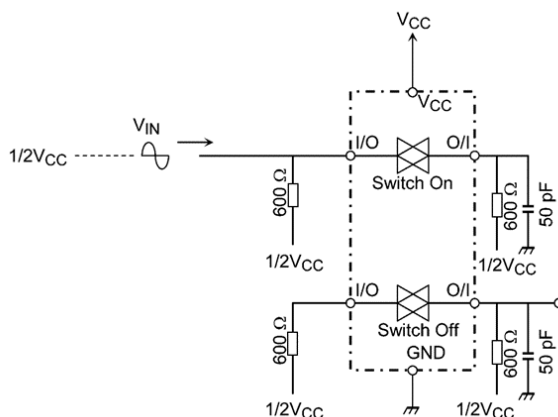 VCC
VCC
VIN
1/2VCC
I/O
O/I
Switch On
600 Ω
600 Ω
50 pF
1/2VCC
1/2VCC
I/O
O/I
Switch Off
600 Ω
GND
600 Ω
50 pF
1/2VCC
1/2VCC